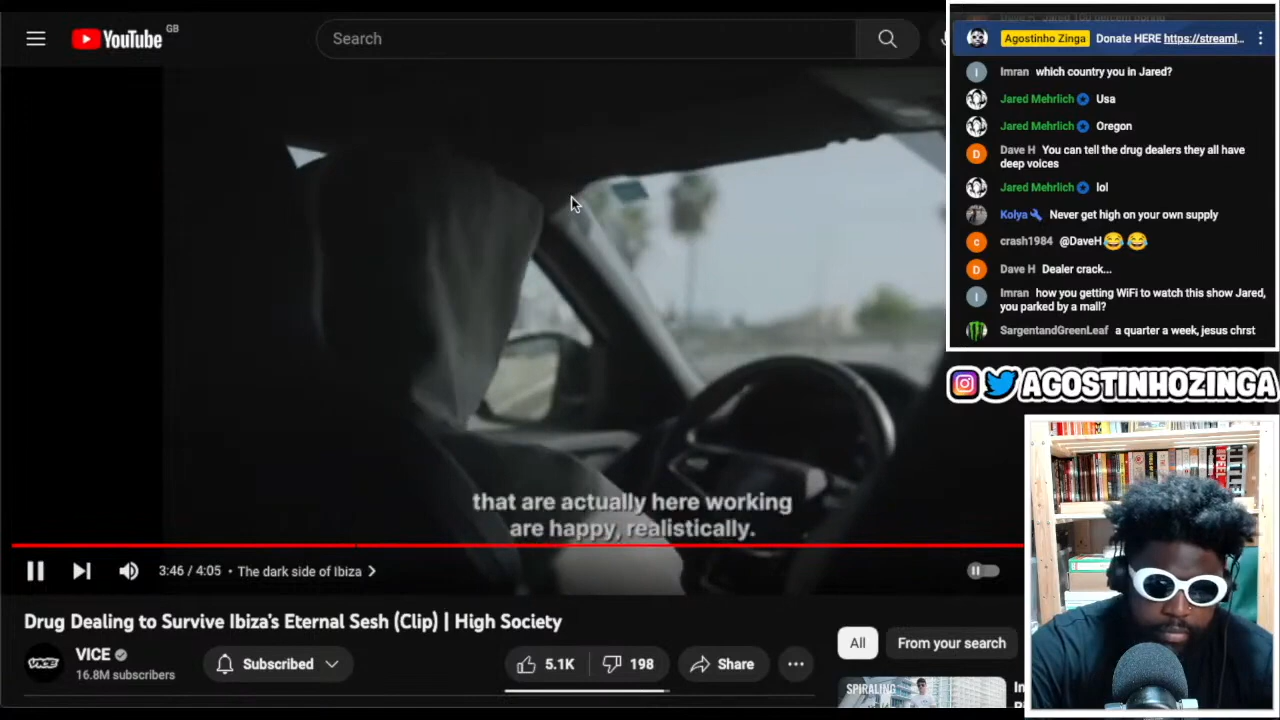 YouTube GB
Search
that are actually here working
are happy, realistically.
3:46 / 4:05 • The dark side of Ibiza
Drug Dealing to Survive Ibiza's Eternal Sesh (Clip) | High Society
VICE
16.8M subscribers
Subscribed
5.1K
198
Share
All
From your search
SPIRALING
Agostinho Zinga Donate HERE https://streaml...
Imran which country you in Jared?
Jared Mehrlich Usa
Jared Mehrlich Oregon
Dave H You can tell the drug dealers they all have
deep voices
Jared Mehrlich lol
Kolya Never get high on your own supply
crash1984 @DaveH😂😂
Dave H Dealer crack...
Imran how you getting WiFi to watch this show Jared,
you parked by a mall?
SargentandGreenLeaf a quarter a week, jesus chrst
AGOSTINHOZINGA